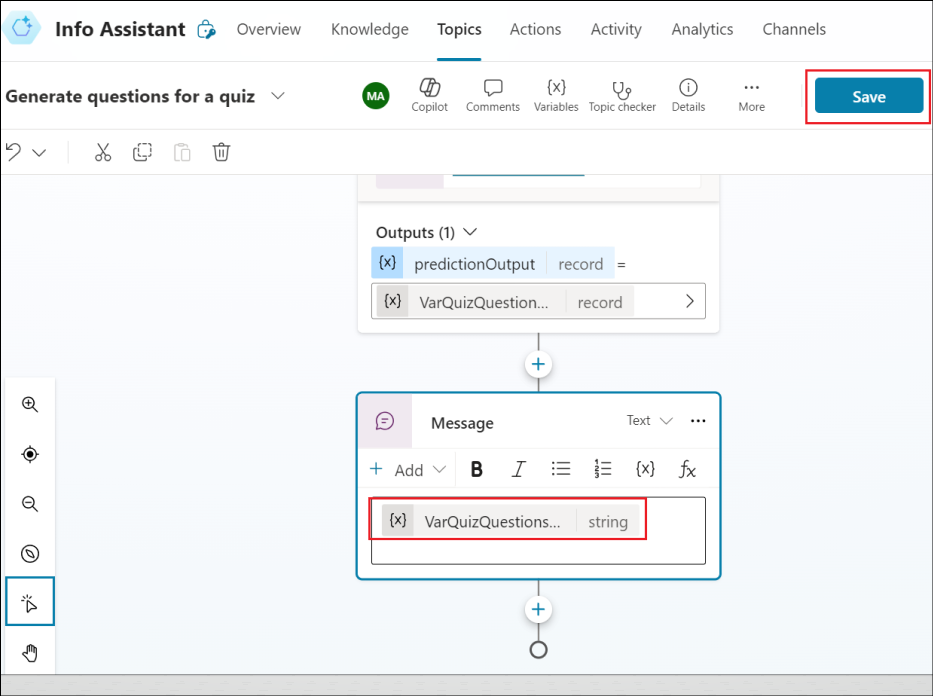 Info Assistant Overview Knowledge Topics Actions Activity Analytics Channels
Generate questions for a quiz MA Copilot Comments {x} Variables Topic checker Details More Save
Outputs (1)
{x} predictionOutput record =
{x} VarQuizQuestion... record
Message Text
+ Add B I {x} fx
{x} VarQuizQuestions... string